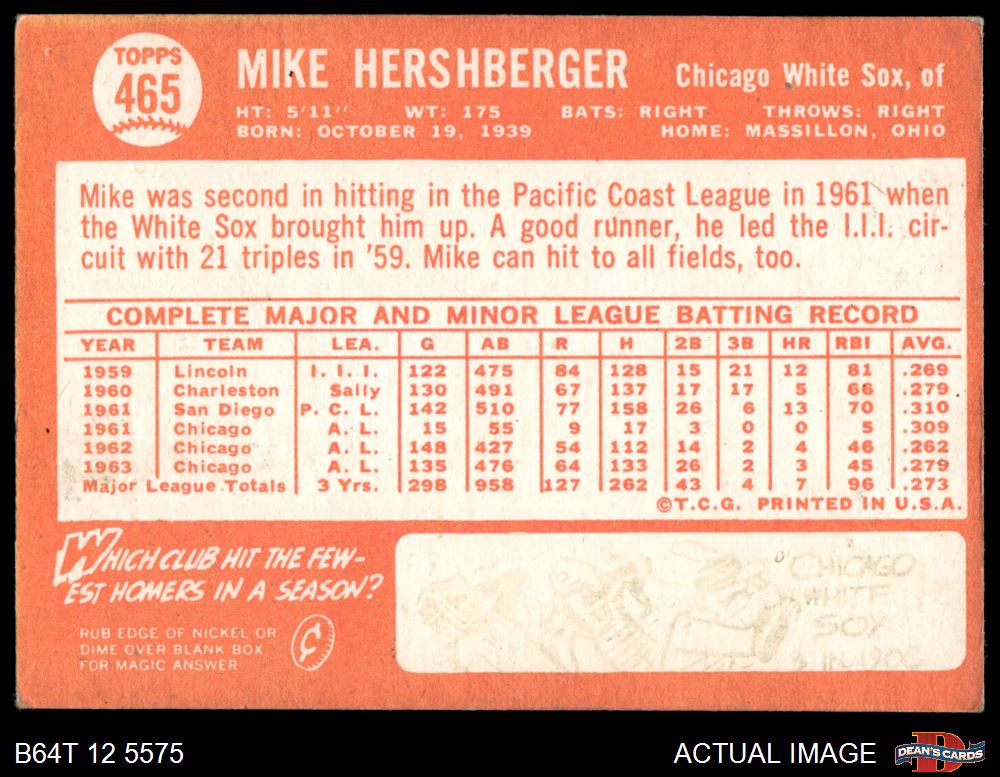 TOPPS
465
MIKE HERSHBERGER
Chicago White Sox, of
HT: 5'11" WT: 175 BATS: RIGHT THROWS: RIGHT
BORN: OCTOBER 19, 1939 HOME: MASSILLON, OHIO
Mike was second in hitting in the Pacific Coast League in 1961 when
the White Sox brought him up. A good runner, he led the I.I.I. cir-
cuit with 21 triples in '59. Mike can hit to all fields, too.
COMPLETE MAJOR AND MINOR LEAGUE BATTING RECORD
YEAR TEAM LEA. G AB R H 2B 3B HR RBI AVG.
1959 Lincoln I. I. I. 122 475 84 128 15 21 12 81 .269
1960 Charleston Sally 130 491 67 137 17 17 5 66 .279
1961 San Diego P. C. L. 142 510 77 158 26 6 13 70 .310
1961 Chicago A. L. 15 55 9 17 3 0 0 5 .309
1962 Chicago A. L. 148 427 54 112 14 2 4 46 .262
1963 Chicago A. L. 135 476 64 133 26 2 3 45 .279
Major League Totals 3 Yrs. 298 958 127 262 43 4 7 96 .273
©T.C.G. PRINTED IN U.S.A.
WHICH CLUB HIT THE FEW-
EST HOMERS IN A SEASON?
RUB EDGE OF NICKEL OR
DIME OVER BLANK BOX
FOR MAGIC ANSWER
CHICAGO
WHITE
SOX
3 IN
B64T 12 5575
ACTUAL IMAGE
DEAN'S CARDS